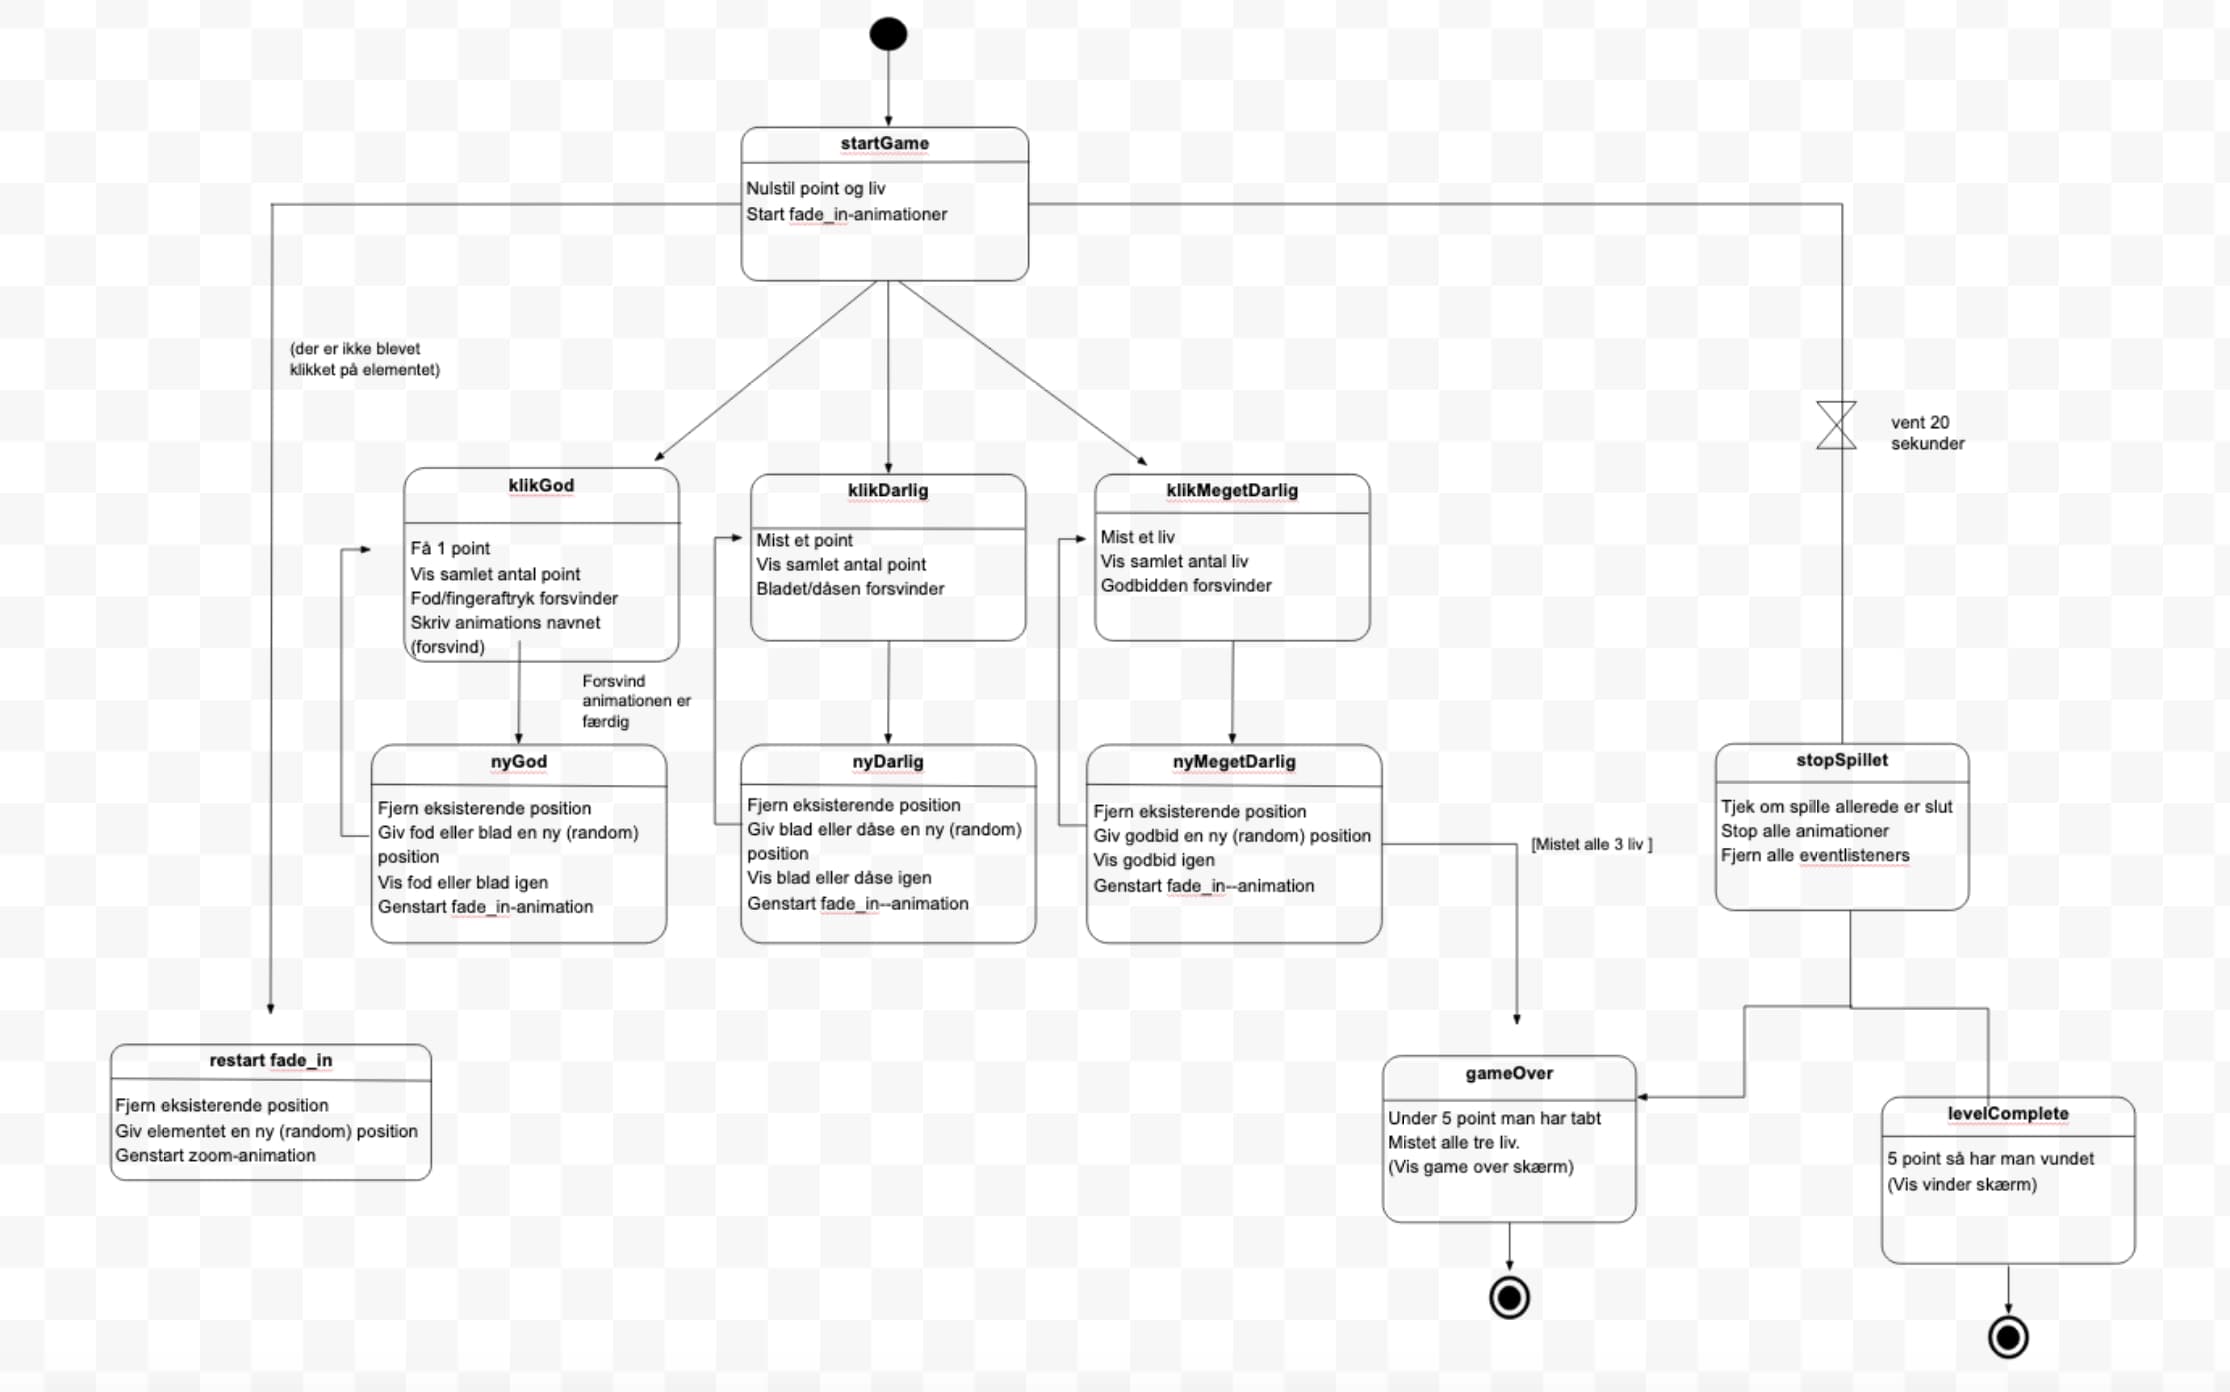 startGame
Nulstil point og liv
Start fade_in-animationer
(der er ikke blevet
klikket på elementet)
vent 20
sekunder
klikGod
Få 1 point
Vis samlet antal point
Fod/fingeraftryk forsvinder
Skriv animations navnet
(forsvind)
klikDarlig
Mist et point
Vis samlet antal point
Bladet/dåsen forsvinder
klikMegetDarlig
Mist et liv
Vis samlet antal liv
Godbidden forsvinder
Forsvind
animationen er
færdig
nyGod
Fjern eksisterende position
Giv fod eller blad en ny (random)
position
Vis fod eller blad igen
Genstart fade_in-animation
nyDarlig
Fjern eksisterende position
Giv blad eller dåse en ny (random)
position
Vis blad eller dåse igen
Genstart fade_in--animation
nyMegetDarlig
Fjern eksisterende position
Giv godbid en ny (random) position
Vis godbid igen
Genstart fade_in--animation
[Mistet alle 3 liv ]
stopSpillet
Tjek om spille allerede er slut
Stop alle animationer
Fjern alle eventlisteners
restart fade_in
Fjern eksisterende position
Giv elementet en ny (random) position
Genstart zoom-animation
gameOver
Under 5 point man har tabt
Mistet alle tre liv.
(Vis game over skærm)
levelComplete
5 point så har man vundet
(Vis vinder skærm)